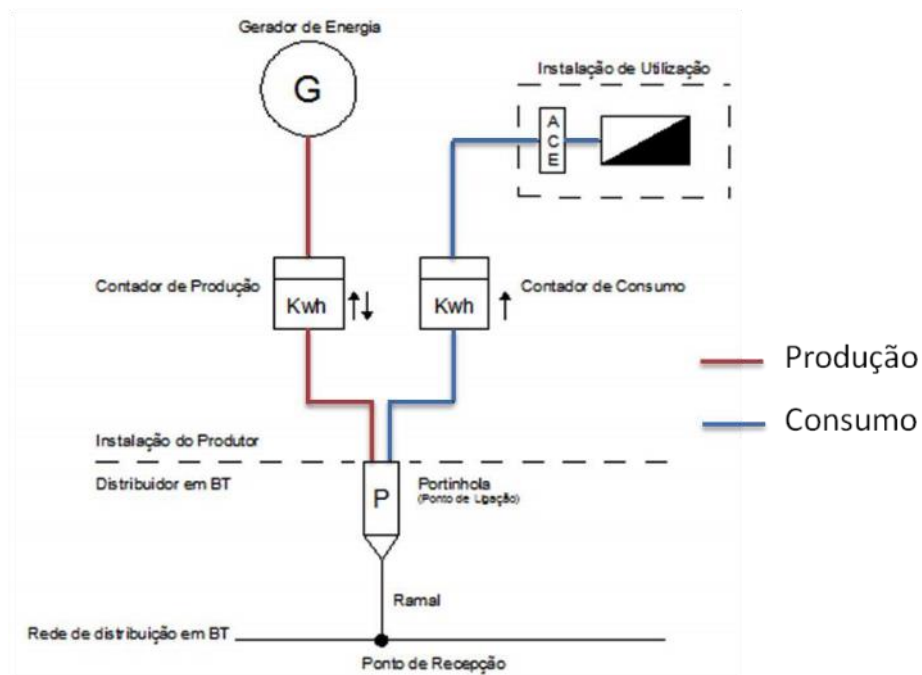 Gerador de Energia
G
Instalação de Utilização
A
C
E
Contador de Produção
Kwh
Kwh
Contador de Consumo
Produção
Consumo
Instalação do Produtor
Distribuidor em BT
P
Portinhola
(Ponto de Ligação)
Ramal
Rede de distribuição em BT
Ponto de Recepção